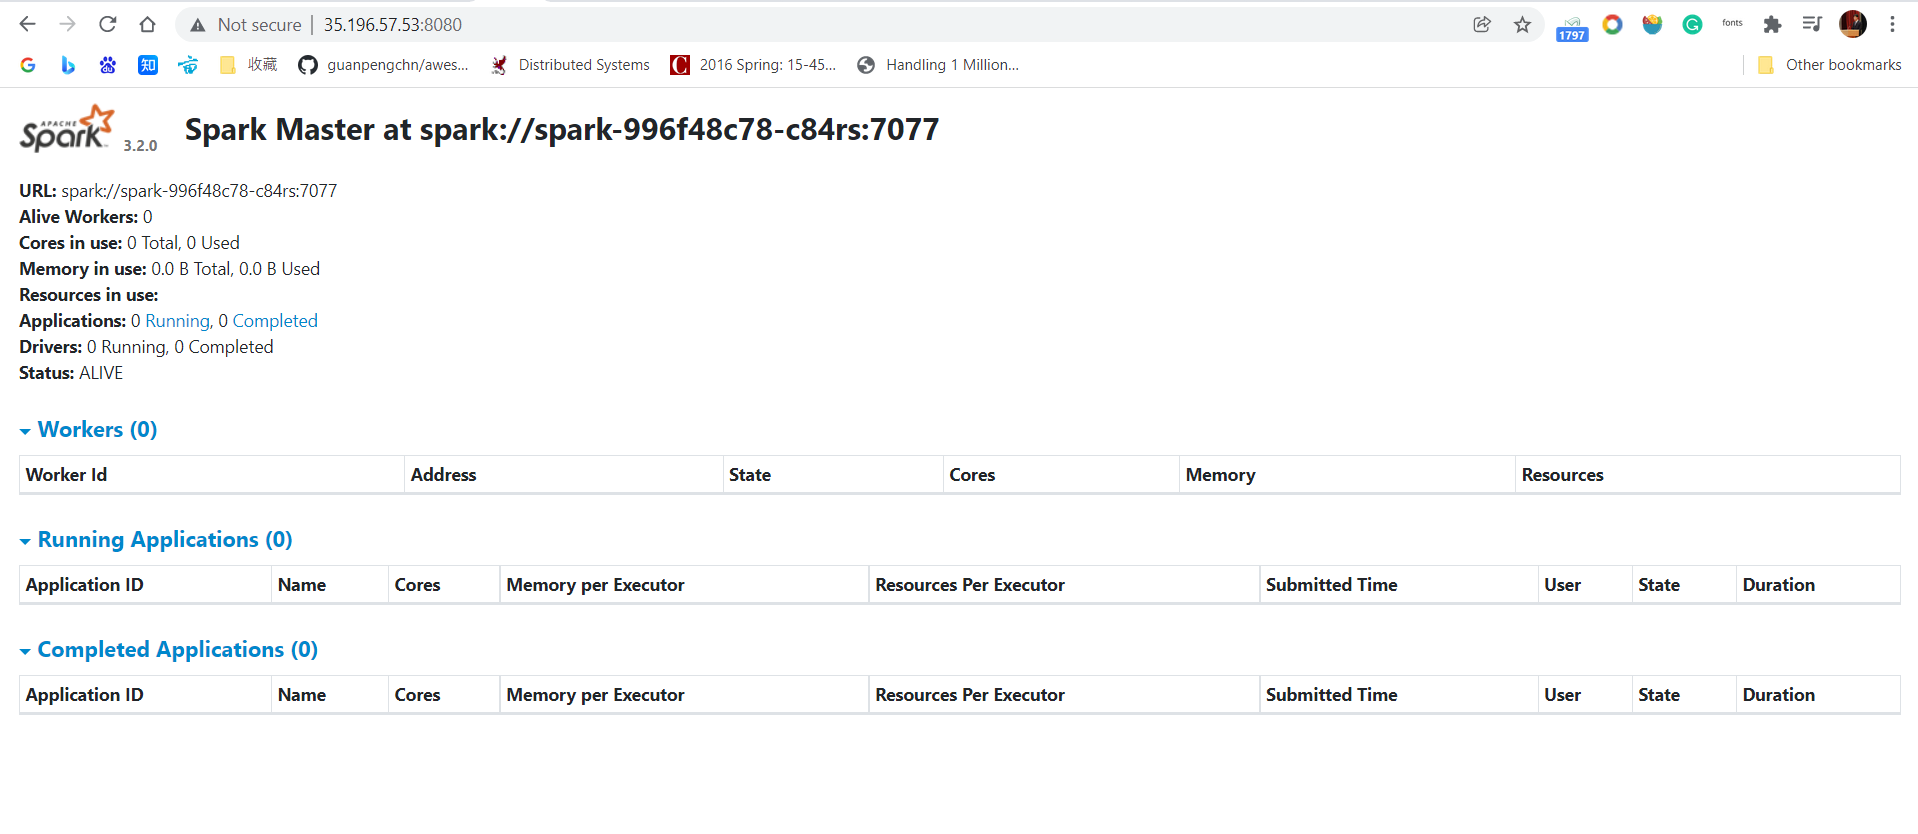 Not secure | 35.196.57.53:8080
1797
fonts
知
收藏
guanpengchn/awes...
Distributed Systems
C
2016 Spring: 15-45...
Handling 1 Million...
Other bookmarks
APACHE
Spark 3.2.0
Spark Master at spark://spark-996f48c78-c84rs:7077
URL: spark://spark-996f48c78-c84rs:7077
Alive Workers: 0
Cores in use: 0 Total, 0 Used
Memory in use: 0.0 B Total, 0.0 B Used
Resources in use:
Applications: 0 Running, 0 Completed
Drivers: 0 Running, 0 Completed
Status: ALIVE
Workers (0)
Worker Id Address State Cores Memory Resources
Running Applications (0)
Application ID Name Cores Memory per Executor Resources Per Executor Submitted Time User State Duration
Completed Applications (0)
Application ID Name Cores Memory per Executor Resources Per Executor Submitted Time User State Duration